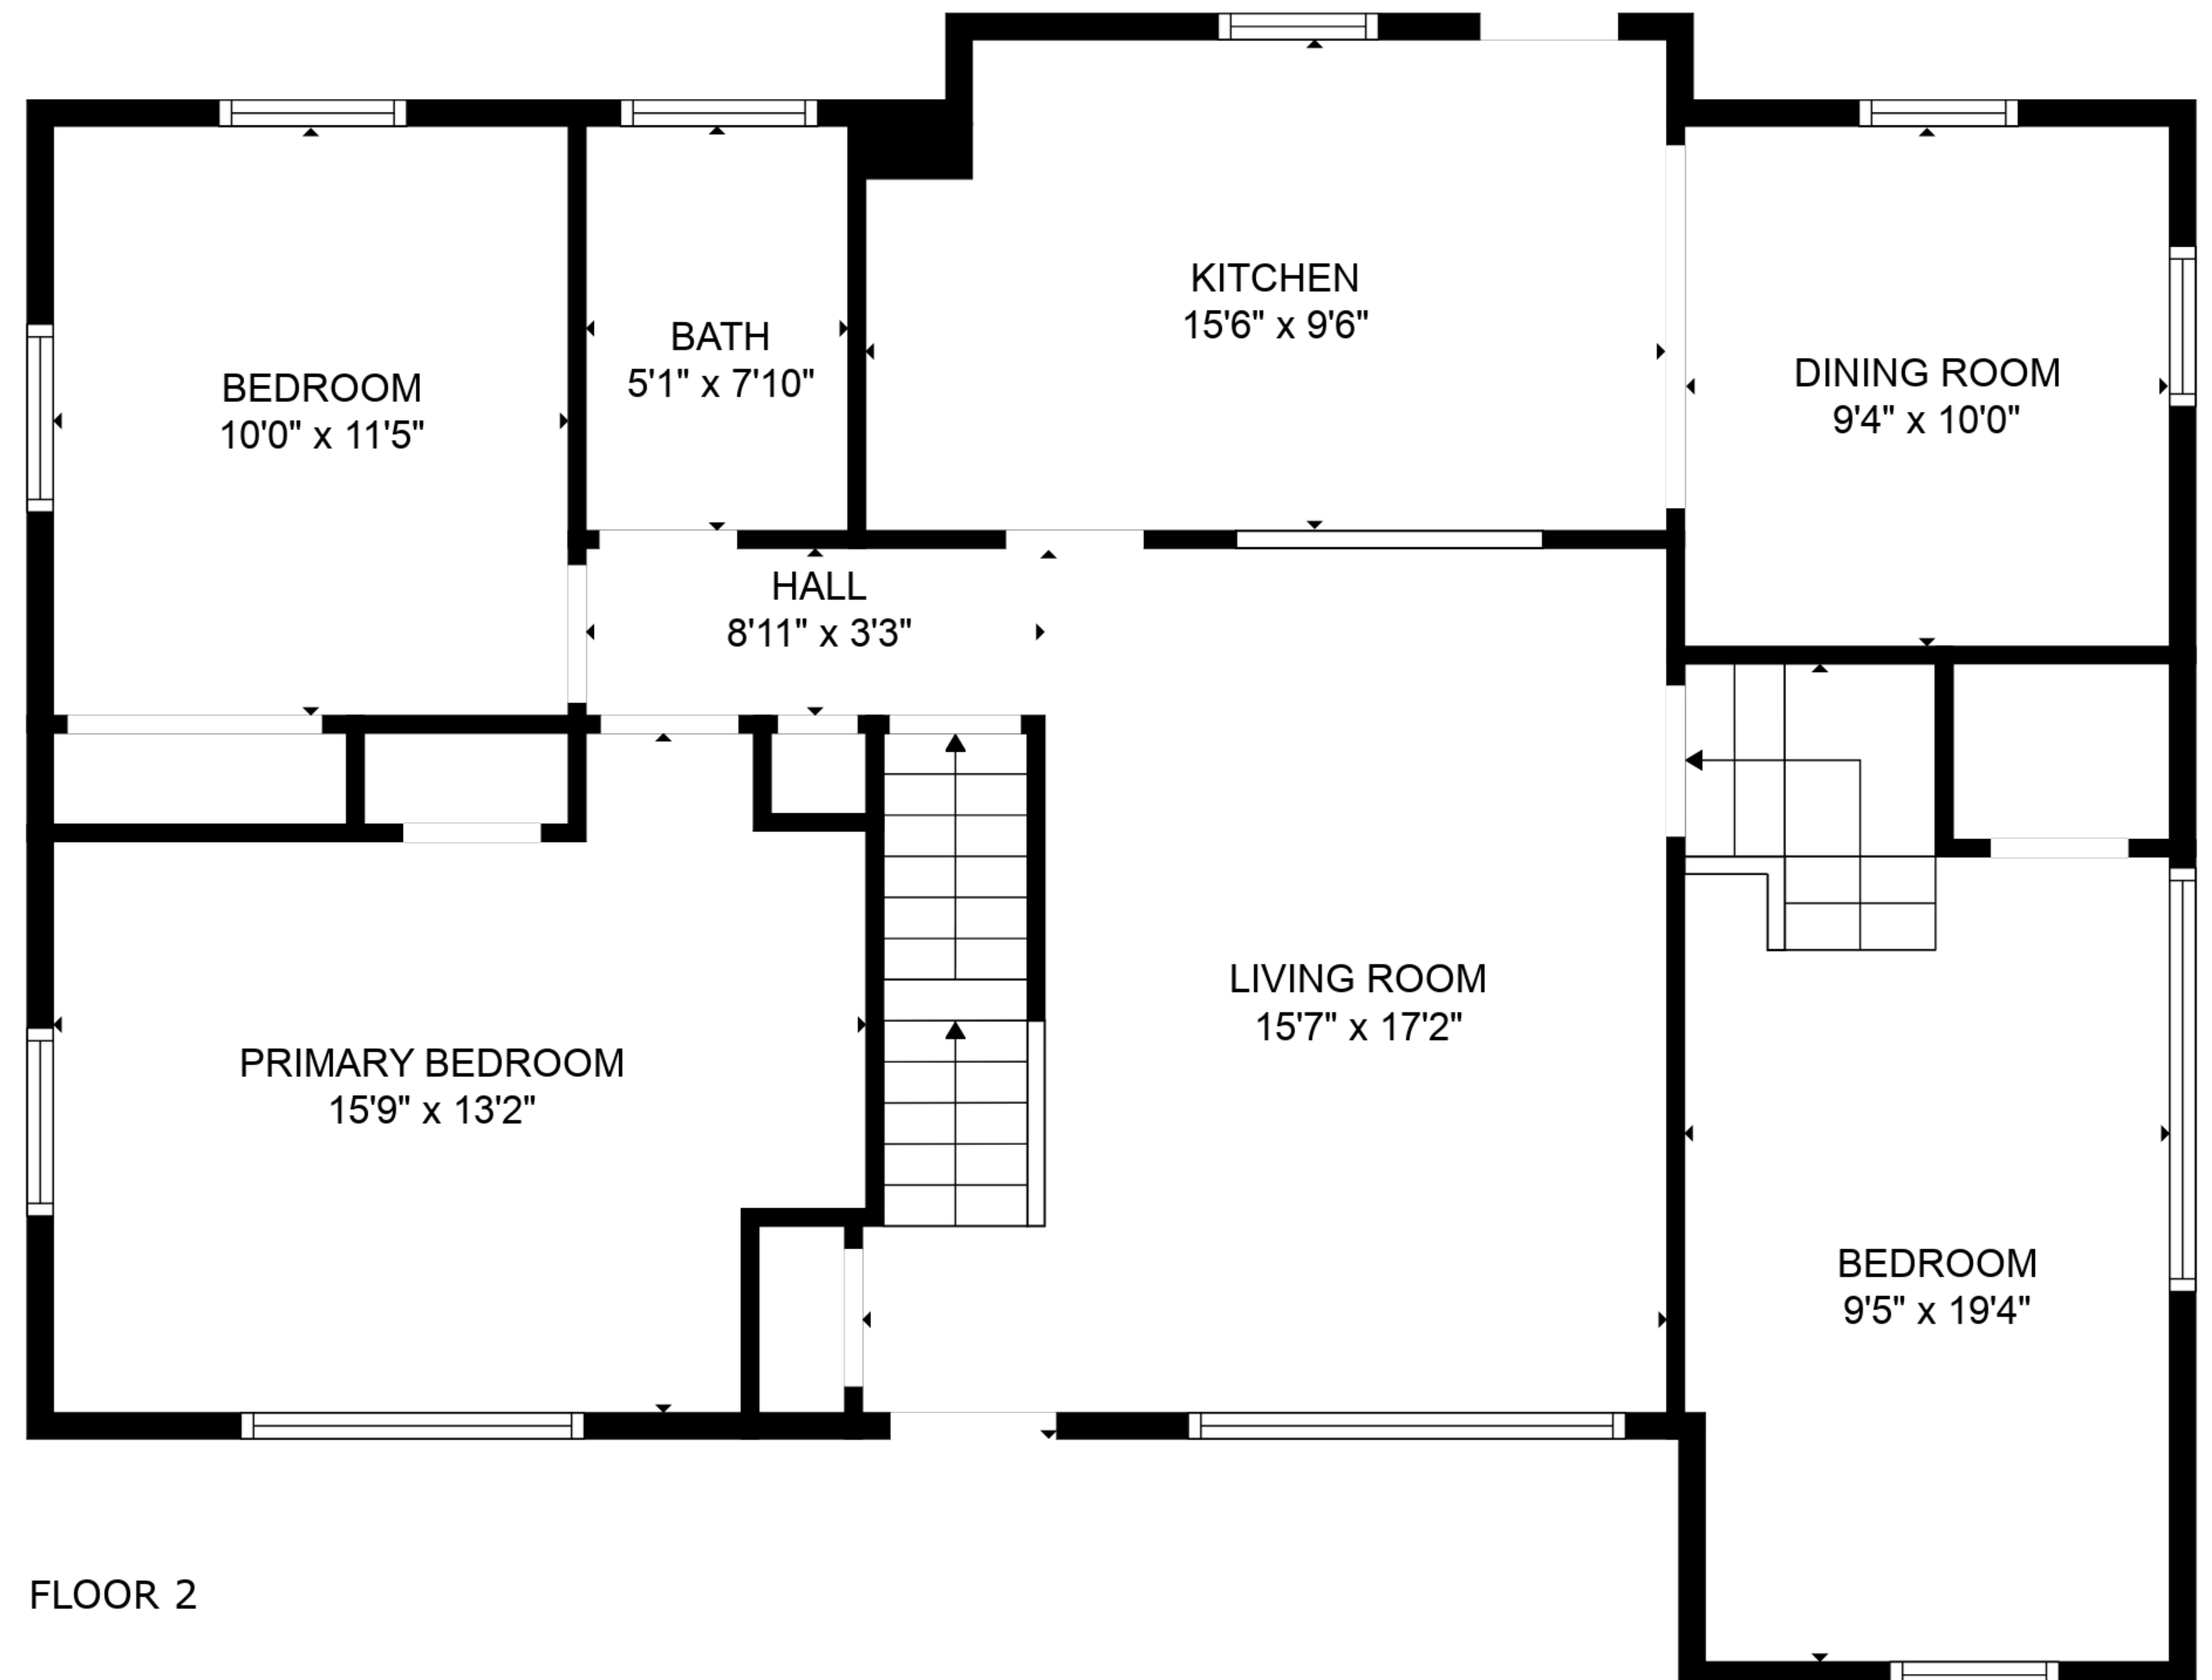 KITCHEN
15'6" x 9'6"
BATH
5'1" x 7'10"
DINING ROOM
9'4" x 10'0"
BEDROOM
10'0" x 11'5"
HALL
8'11" x 3'3"
LIVING ROOM
15'7" x 17'2"
PRIMARY BEDROOM
15'9" x 13'2"
BEDROOM
9'5" x 19'4"
FLOOR 2